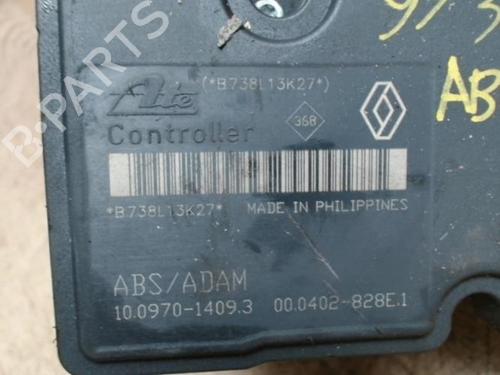 (*B738L13K27*)
Ate
Controller
368
*B738L13K27* MADE IN PHILIPPINES
ABS/ADAM
10.0970-1409.3 00.0402-828E.1
AB
B-PARTS